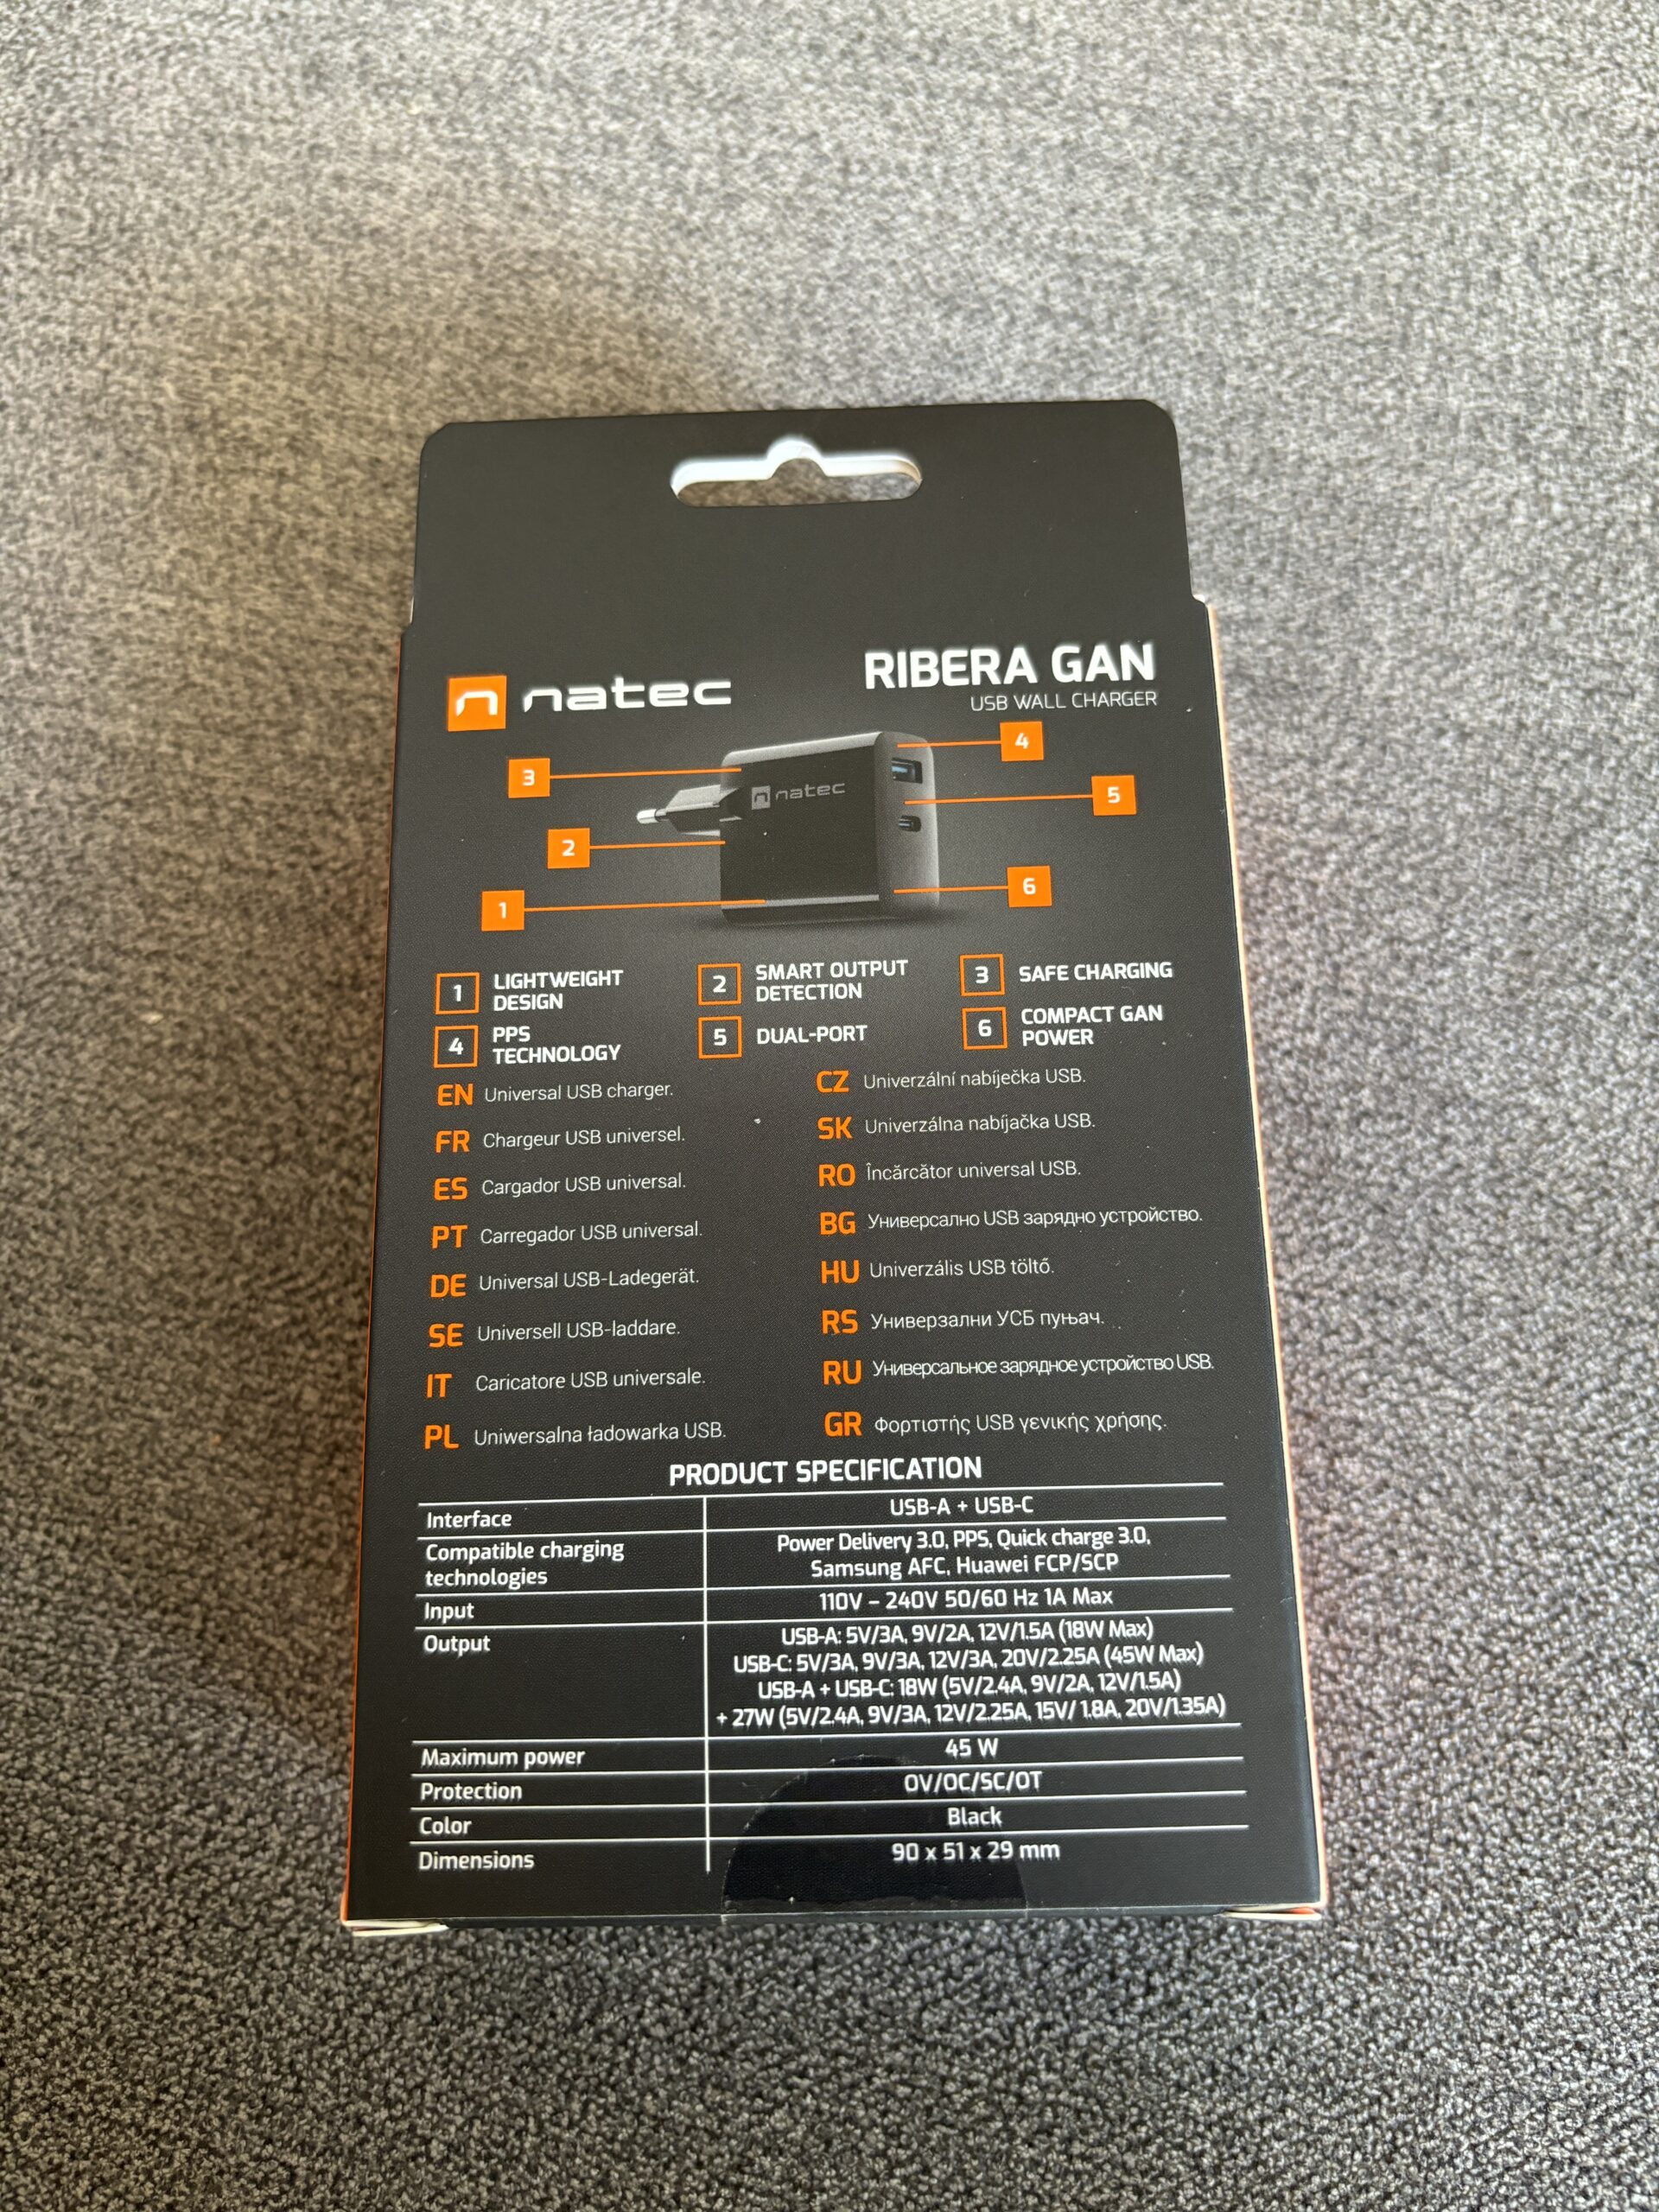 natec
RIBERA GAN
USB WALL CHARGER
4
3
natec
5
2
6
1
1 LIGHTWEIGHT
DESIGN
2 SMART OUTPUT
DETECTION
3 SAFE CHARGING
4 PPS
TECHNOLOGY
5 DUAL-PORT
6 COMPACT GAN
POWER
EN Universal USB charger.
FR Chargeur USB universel.
ES Cargador USB universal.
PT Carregador USB universal.
DE Universal USB-Ladegerät.
SE Universell USB-laddare.
IT Caricatore USB universale.
PL Uniwersalna ładowarka USB.
CZ Univerzální nabíječka USB.
SK Univerzálna nabíjačka USB.
RO Încărcător universal USB.
BG Универсално USB зарядно устройство.
HU Univerzális USB töltő.
RS Универзални УСБ пуњач.
RU Универсальное зарядное устройство USB.
GR Φορτιστής USB γενικής χρήσης.
PRODUCT SPECIFICATION
Interface USB-A + USB-C
Compatible charging
technologies
Power Delivery 3.0, PPS, Quick charge 3.0,
Samsung AFC, Huawei FCP/SCP
Input 110V – 240V 50/60 Hz 1A Max
Output USB-A: 5V/3A, 9V/2A, 12V/1.5A (18W Max)
USB-C: 5V/3A, 9V/3A, 12V/3A, 20V/2.25A (45W Max)
USB-A + USB-C: 18W (5V/2.4A, 9V/2A, 12V/1.5A)
+ 27W (5V/2.4A, 9V/3A, 12V/2.25A, 15V/ 1.8A, 20V/1.35A)
Maximum power 45 W
Protection OV/OC/SC/OT
Color Black
Dimensions 90 x 51 x 29 mm